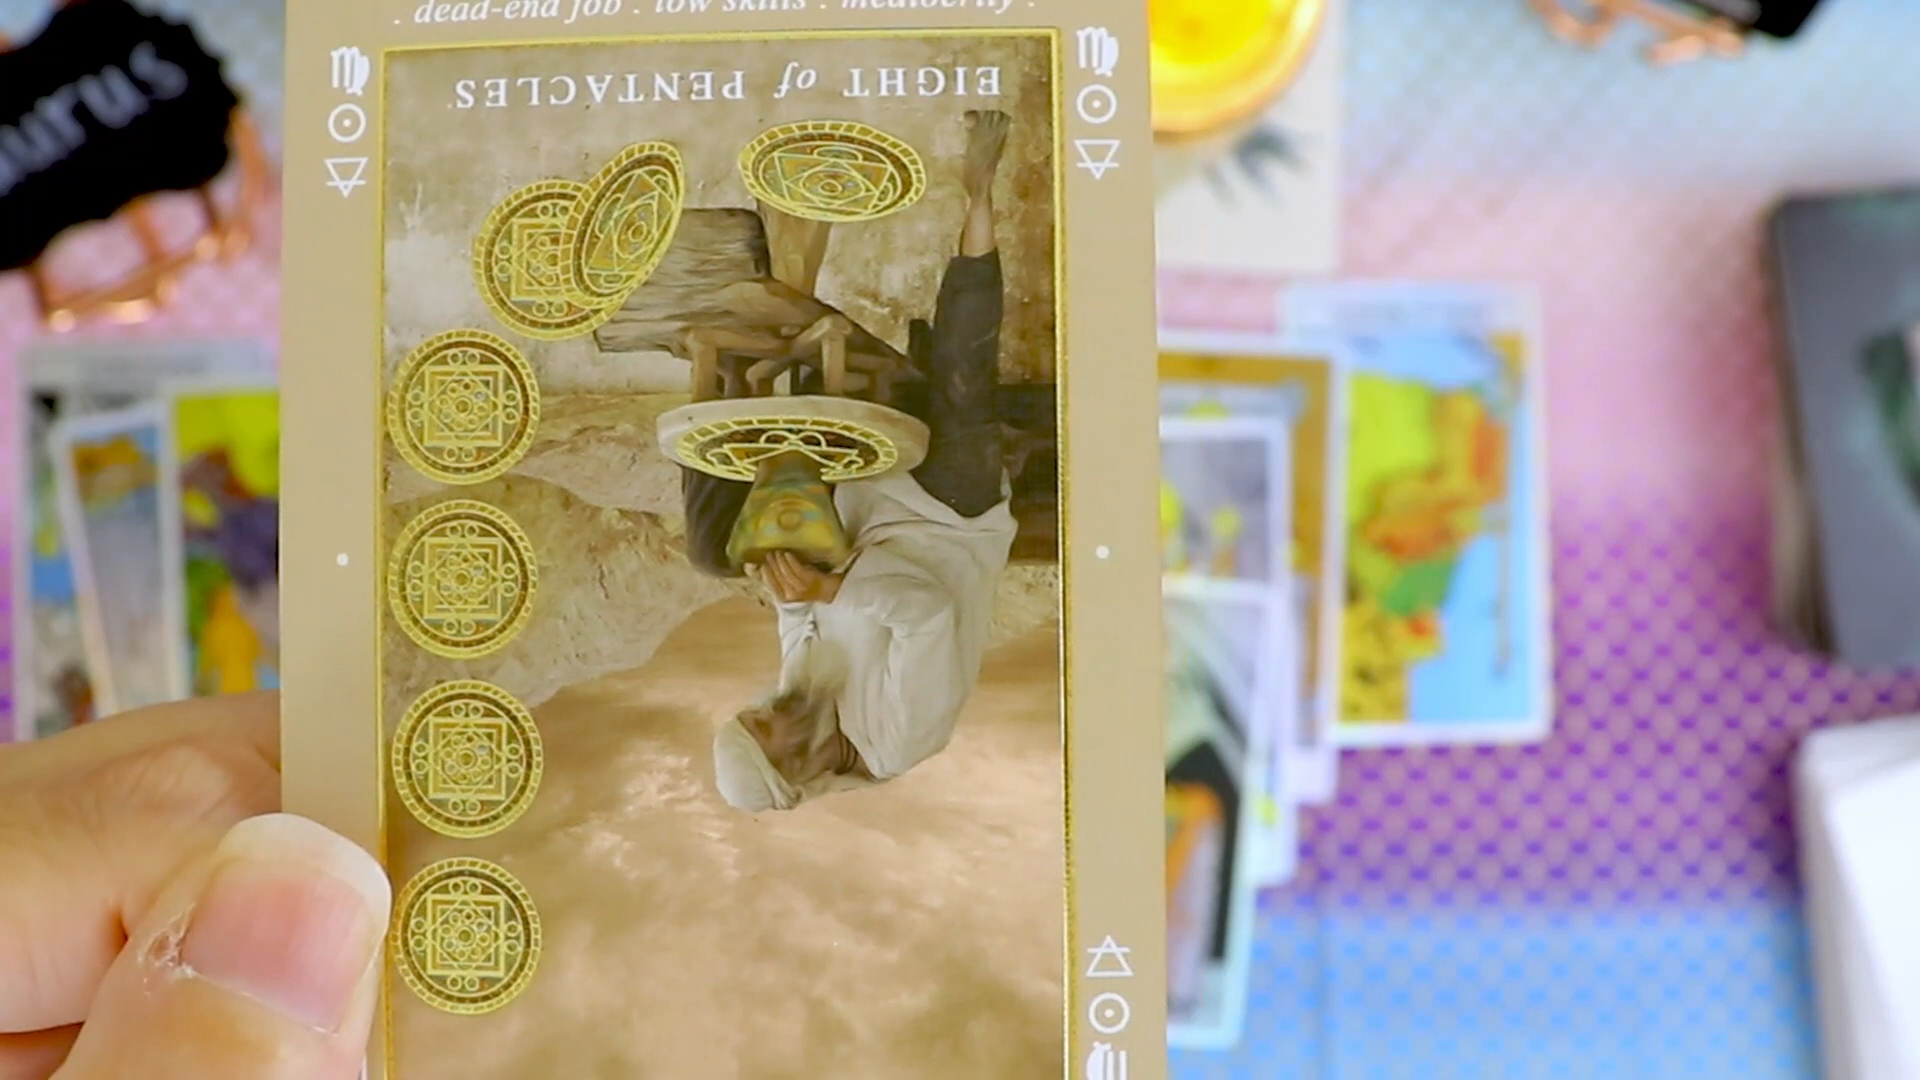 . dead-end job . low skills . mediocrity .
EIGHT of PENTACLES